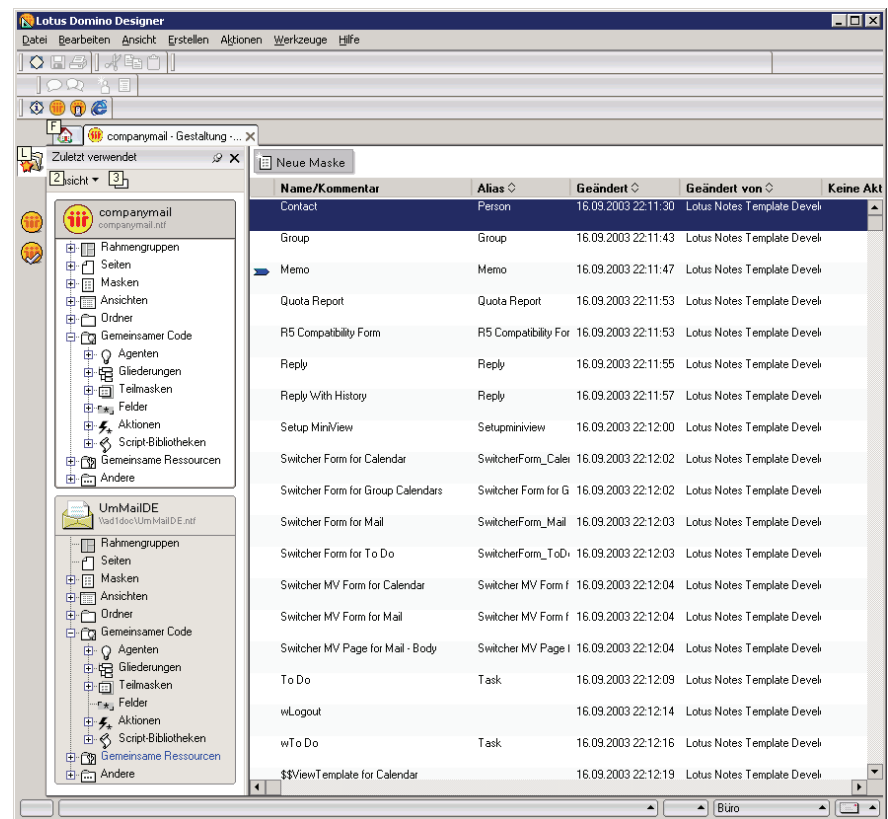 Lotus Domino Designer
Datei Bearbeiten Ansicht Erstellen Aktionen Werkzeuge Hilfe
F
companymail - Gestaltung -...
L
Zuletzt verwendet
Neue Maske
2 nsicht 3
Name/Kommentar Alias Geändert Geändert von Keine Akt
companymail
companymail.ntf
Rahmengruppen
Seiten
Masken
Ansichten
Ordner
Gemeinsamer Code
Agenten
Gliederungen
Teilmasken
Felder
Aktionen
Script-Bibliotheken
Gemeinsame Ressourcen
Andere
UmMailDE
\\ad1doc\UmMailDE.ntf
Rahmengruppen
Seiten
Masken
Ansichten
Ordner
Gemeinsamer Code
Agenten
Gliederungen
Teilmasken
Felder
Aktionen
Script-Bibliotheken
Gemeinsame Ressourcen
Andere
Contact Person 16.09.2003 22:11:30 Lotus Notes Template Devel
Group Group 16.09.2003 22:11:43 Lotus Notes Template Devel
Memo Memo 16.09.2003 22:11:47 Lotus Notes Template Devel
Quota Report Quota Report 16.09.2003 22:11:53 Lotus Notes Template Devel
R5 Compatibility Form R5 Compatibility For 16.09.2003 22:11:53 Lotus Notes Template Devel
Reply Reply 16.09.2003 22:11:55 Lotus Notes Template Devel
Reply With History Reply 16.09.2003 22:11:57 Lotus Notes Template Devel
Setup MiniView Setupminiview 16.09.2003 22:12:00 Lotus Notes Template Devel
Switcher Form for Calendar SwitcherForm_Cale 16.09.2003 22:12:02 Lotus Notes Template Devel
Switcher Form for Group Calendars Switcher Form for G 16.09.2003 22:12:02 Lotus Notes Template Devel
Switcher Form for Mail SwitcherForm_Mail 16.09.2003 22:12:03 Lotus Notes Template Devel
Switcher Form for To Do SwitcherForm_ToD 16.09.2003 22:12:03 Lotus Notes Template Devel
Switcher MV Form for Calendar Switcher MV Form f 16.09.2003 22:12:04 Lotus Notes Template Devel
Switcher MV Form for Mail Switcher MV Form f 16.09.2003 22:12:04 Lotus Notes Template Devel
Switcher MV Page for Mail - Body Switcher MV Page 16.09.2003 22:12:04 Lotus Notes Template Devel
To Do Task 16.09.2003 22:12:09 Lotus Notes Template Devel
wLogout 16.09.2003 22:12:14 Lotus Notes Template Devel
wTo Do Task 16.09.2003 22:12:16 Lotus Notes Template Devel
$$ViewTemplate for Calendar 16.09.2003 22:12:19 Lotus Notes Template Devel
Büro